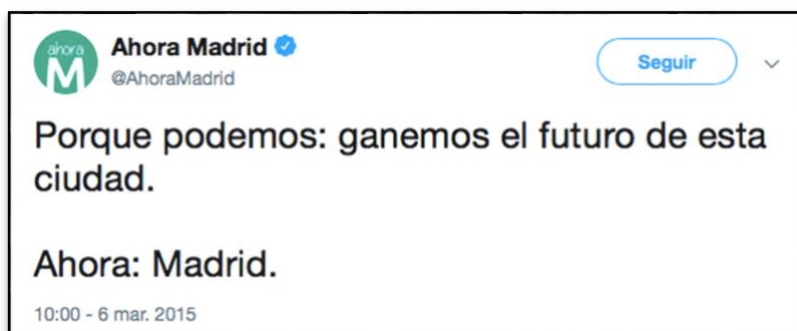 ahora
M
Ahora Madrid
@AhoraMadrid
Seguir
Porque podemos: ganemos el futuro de esta
ciudad.
Ahora: Madrid.
10:00 - 6 mar. 2015